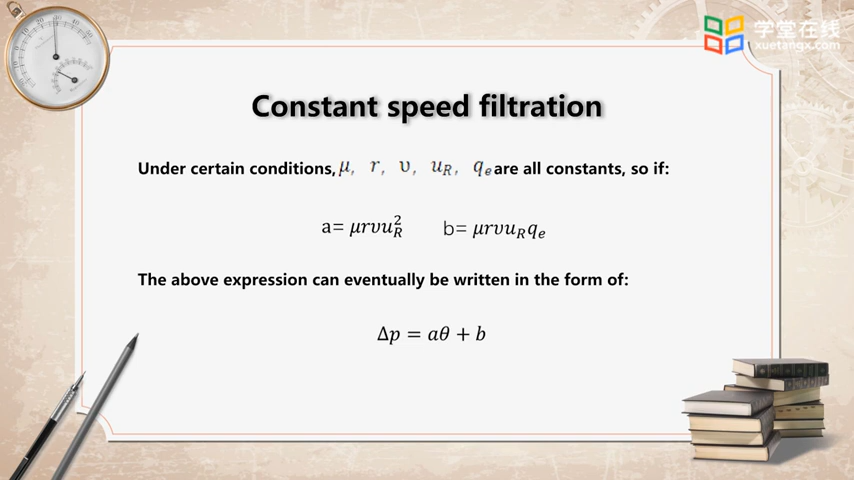 学堂在线
xuetangx.com
Constant speed filtration
Under certain conditions, μ, r, υ, u_R, q_e are all constants, so if:
a= μrυu_R^2 b= μrυu_Rq_e
The above expression can eventually be written in the form of:
Δp = aθ + b